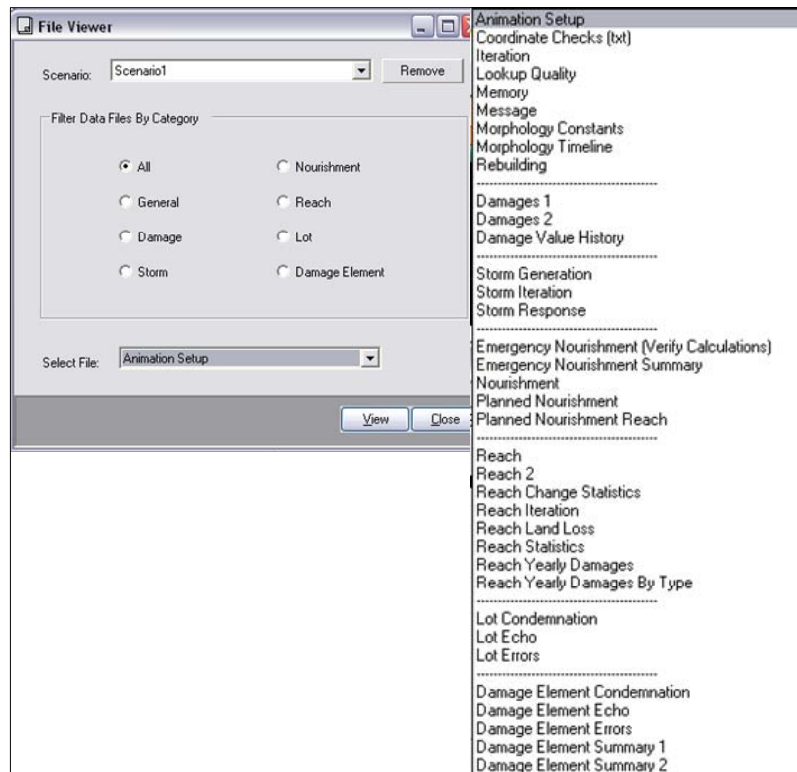 File Viewer
Scenario: Scenario1 Remove
Filter Data Files By Category
All Nourishment
General Reach
Damage Lot
Storm Damage Element
Select File: Animation Setup
View Close
Animation Setup
Coordinate Checks (txt)
Iteration
Lookup Quality
Memory
Message
Morphology Constants
Morphology Timeline
Rebuilding
--------------------------------------------
Damages 1
Damages 2
Damage Value History
--------------------------------------------
Storm Generation
Storm Iteration
Storm Response
--------------------------------------------
Emergency Nourishment (Verify Calculations)
Emergency Nourishment Summary
Nourishment
Planned Nourishment
Planned Nourishment Reach
--------------------------------------------
Reach
Reach 2
Reach Change Statistics
Reach Iteration
Reach Land Loss
Reach Statistics
Reach Yearly Damages
Reach Yearly Damages By Type
--------------------------------------------
Lot Condemnation
Lot Echo
Lot Errors
--------------------------------------------
Damage Element Condemnation
Damage Element Echo
Damage Element Errors
Damage Element Summary 1
Damage Element Summary 2